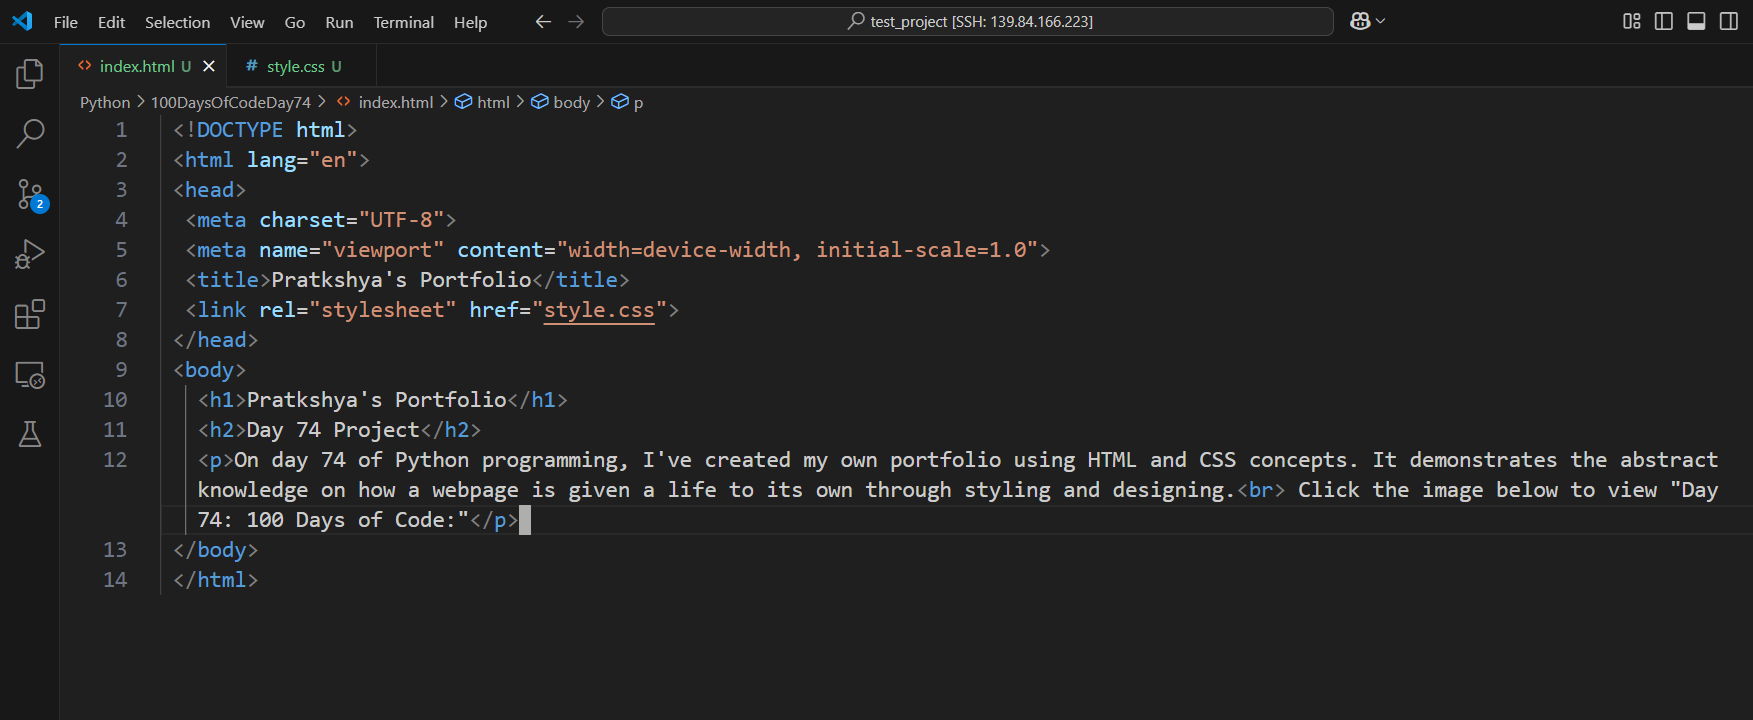 File Edit Selection View Go Run Terminal Help
test_project [SSH: 139.84.166.223]
index.html U
# style.css U
Python > 100DaysOfCodeDay74 > index.html > html > body > p
1 <!DOCTYPE html>
2 <html lang="en">
3 <head>
4 <meta charset="UTF-8">
5 <meta name="viewport" content="width=device-width, initial-scale=1.0">
6 <title>Pratkshya's Portfolio</title>
7 <link rel="stylesheet" href="style.css">
8 </head>
9 <body>
10 <h1>Pratkshya's Portfolio</h1>
11 <h2>Day 74 Project</h2>
12 <p>On day 74 of Python programming, I've created my own portfolio using HTML and CSS concepts. It demonstrates the abstract
knowledge on how a webpage is given a life to its own through styling and designing.<br> Click the image below to view "Day
74: 100 Days of Code:"</p>
13 </body>
14 </html>
2